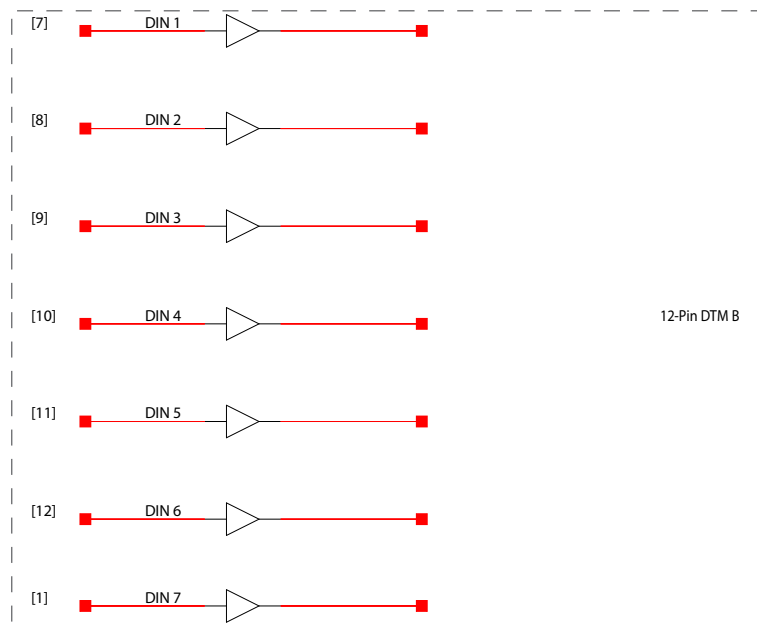 [7] DIN 1
[8] DIN 2
[9] DIN 3
[10] DIN 4 12-Pin DTM B
[11] DIN 5
[12] DIN 6
[1] DIN 7